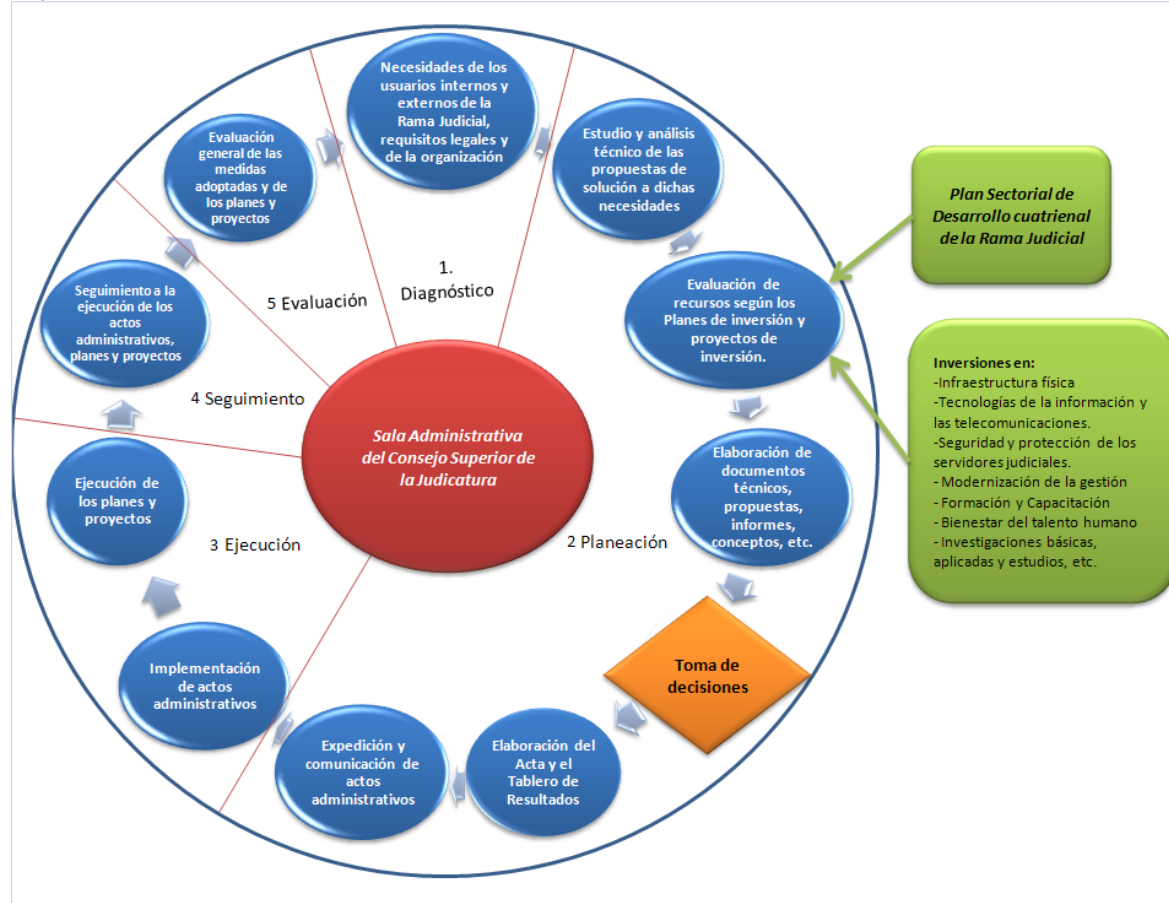 Necesidades de los
usuarios internos y
externos de la
Rama Judicial,
requisitos legales y
de la organización
Estudio y análisis
técnico de las
propuestas de
solución a dichas
necesidades
Evaluación de
recursos según los
Planes de inversión y
proyectos de
inversión.
Plan Sectorial de
Desarrollo cuatrienal
de la Rama Judicial
Inversiones en:
-Infraestructura física
-Tecnologías de la información y
las telecomunicaciones.
-Seguridad y protección de los
servidores judiciales.
- Modernización de la gestión
- Formación y Capacitación
- Bienestar del talento humano
- Investigaciones básicas,
aplicadas y estudios, etc.
Elaboración de
documentos
técnicos,
propuestas,
informes,
conceptos, etc.
Toma de
decisiones
Elaboración del
Acta y el
Tablero de
Resultados
Expedición y
comunicación de
actos
administrativos
Implementación
de actos
administrativos
Ejecución de
los planes y
proyectos
Seguimiento a la
ejecución de los
actos
administrativos,
planes y proyectos
Evaluación
general de las
medidas
adoptadas y de
los planes y
proyectos
1.
Diagnóstico
2 Planeación
3 Ejecución
4 Seguimiento
5 Evaluación
Sala Administrativa
del Consejo Superior de
la Judicatura